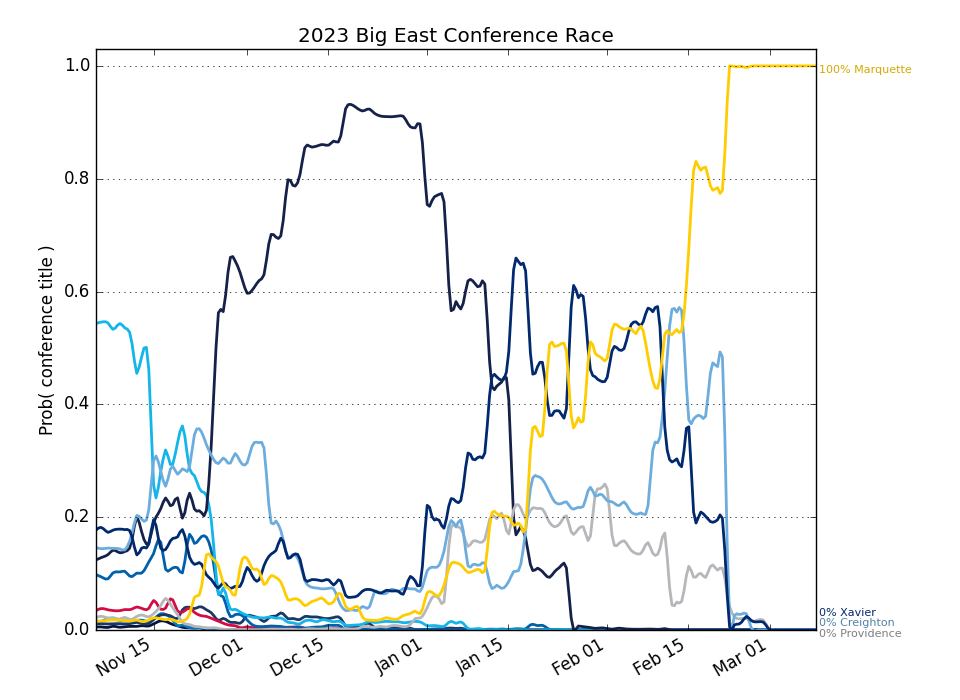 2023 Big East Conference Race
Prob( conference title )
1.0
0.8
0.6
0.4
0.2
0.0
Nov 15
Dec 01
Dec 15
Jan 01
Jan 15
Feb 01
Feb 15
Mar 01
100% Marquette
0% Xavier
0% Creighton
0% Providence